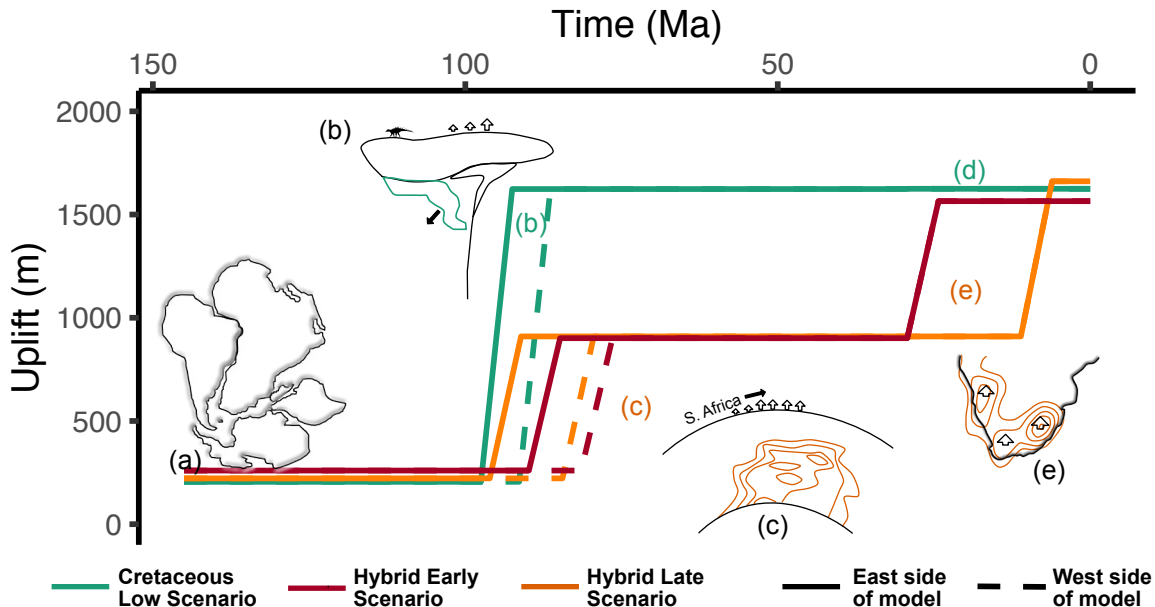 Time (Ma)
150
100
50
0
Uplift (m)
2000
1500
1000
500
0
(b)
(d)
(b)
(e)
(c)
S. Africa
(a)
(c)
(e)
Cretaceous
Low Scenario
Hybrid Early
Scenario
Hybrid Late
Scenario
East side
of model
West side
of model